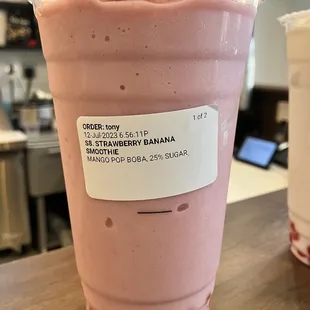 ORDER: tony
1 of 2
12-Jul-2023 6:56:11P
S8. STRAWBERRY BANANA
SMOOTHIE
MANGO POP BOBA, 25% SUGAR,